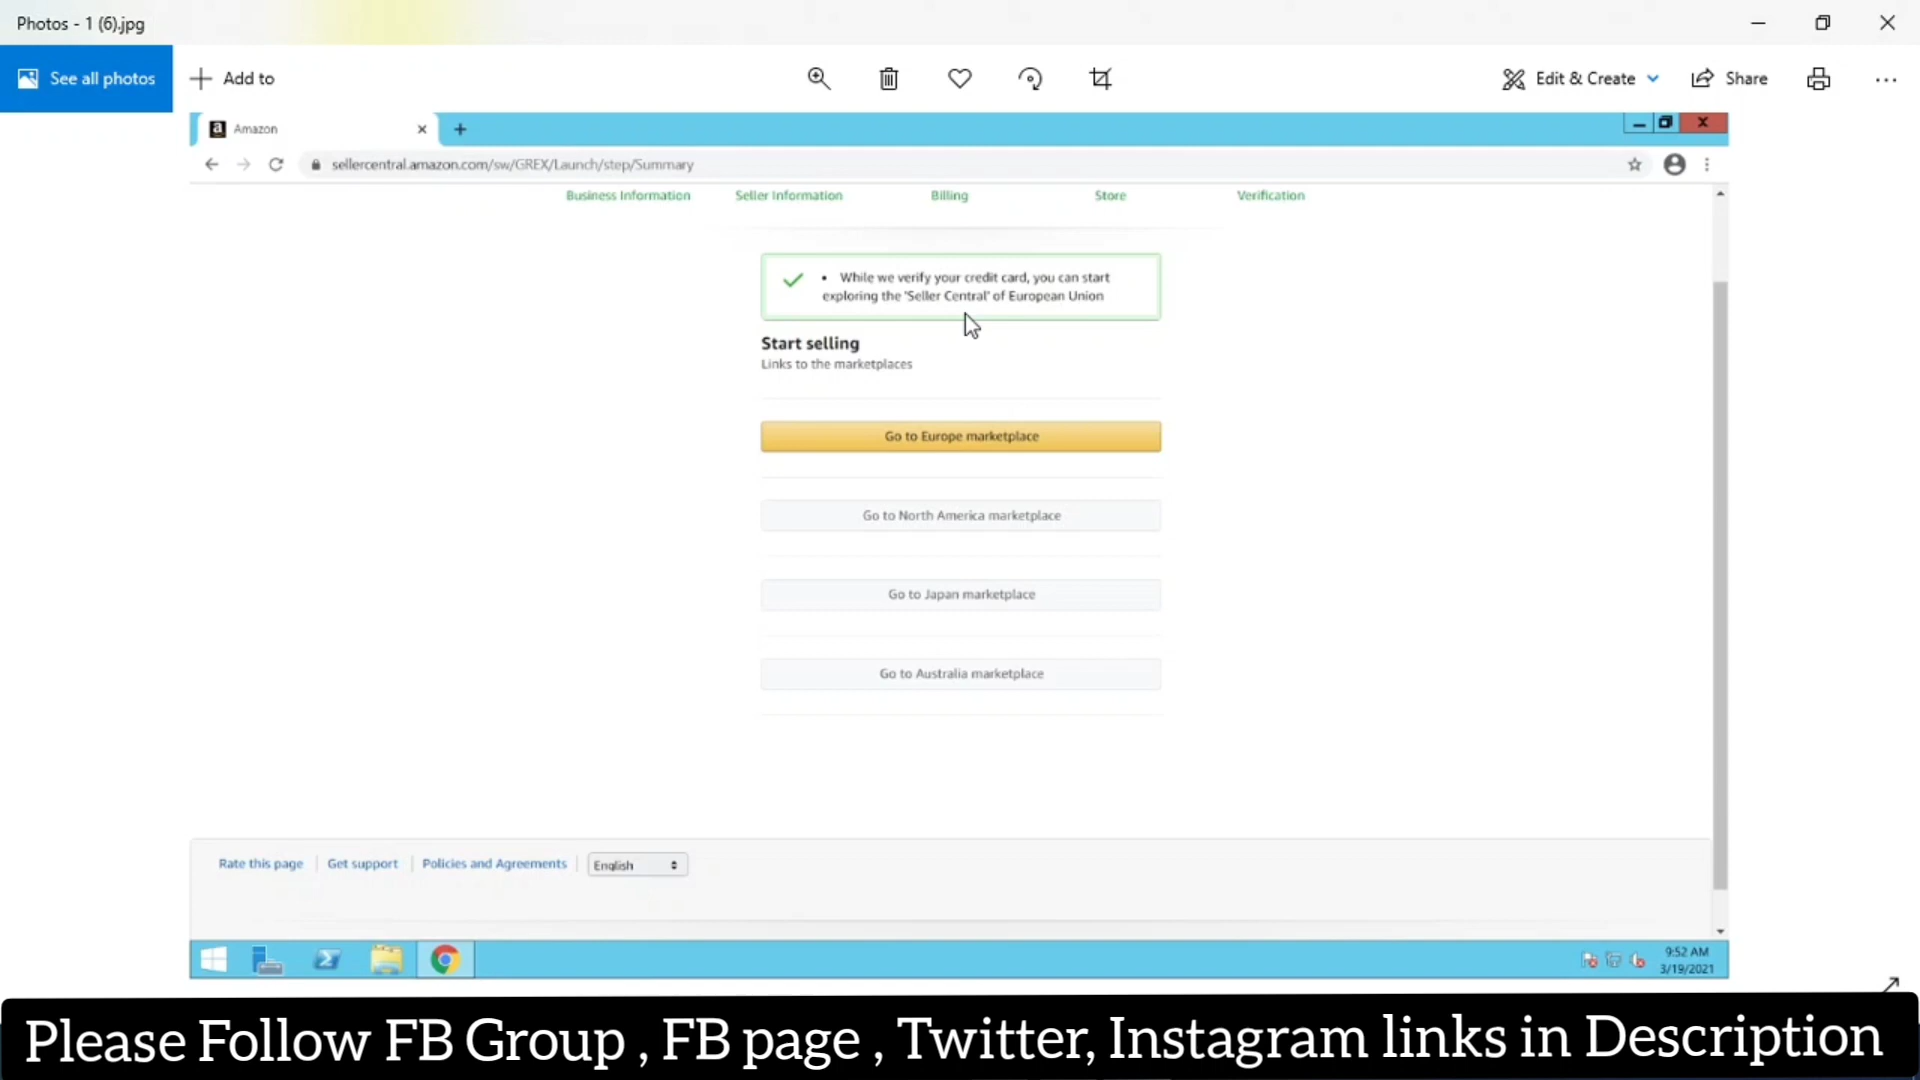 Photos - 1 (6).jpg
See all photos
Add to
Edit & Create
Share
Amazon
sellercentral.amazon.com/sw/GREX/Launch/step/Summary
Business Information Seller Information Billing Store Verification
• While we verify your credit card, you can start
exploring the 'Seller Central' of European Union
Start selling
Links to the marketplaces
Go to Europe marketplace
Go to North America marketplace
Go to Japan marketplace
Go to Australia marketplace
Rate this page Get support Policies and Agreements English
9:52 AM
3/19/2021
Please Follow FB Group , FB page , Twitter, Instagram links in Description